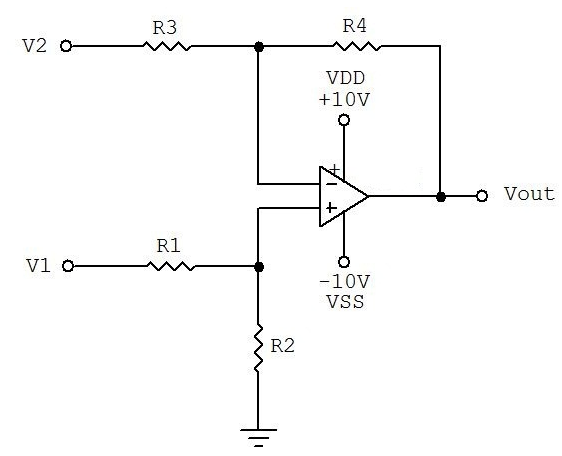 R3
R4
V2
VDD
+10V
+
−
+
Vout
R1
V1
-10V
VSS
R2